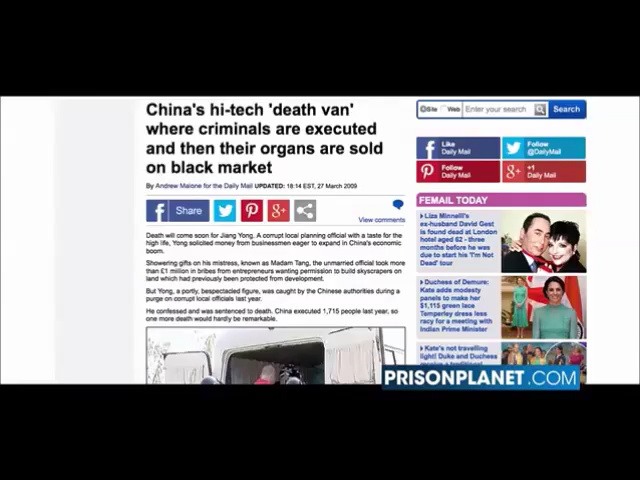 China's hi-tech 'death van'
where criminals are executed
and then their organs are sold
on black market
By Andrew Malone for the Daily Mail UPDATED: 18:14 EST, 27 March 2009
Share
View comments
Death will come soon for Jiang Yong. A corrupt local planning official with a taste for the
high life, Yong solicited money from businessmen eager to expand in China's economic
boom.
Showering gifts on his mistress, known as Madam Tang, the unmarried official took more
than £1 million in bribes from entrepreneurs wanting permission to build skyscrapers on
land which had previously been protected from development.
But Yong, a portly, bespectacled figure, was caught by the Chinese authorities during a
purge on corrupt local officials last year.
He confessed and was sentenced to death. China executed 1,715 people last year, so
one more death would hardly be remarkable.
Site Web Enter your search Search
Like
Daily Mail
Follow
@DailyMail
Follow
Daily Mail
+1
Daily Mail
FEMAIL TODAY
Liza Minnelli's
ex-husband David Gest
is found dead at London
hotel aged 62 - three
months before he was
due to start his 'I'm Not
Dead' tour
Duchess of Demure:
Kate adds modesty
panels to make her
$1,115 green lace
Temperley dress less
racy for a meeting with
Indian Prime Minister
Kate's not travelling
light! Duke and Duchess
PRISONPLANET.COM